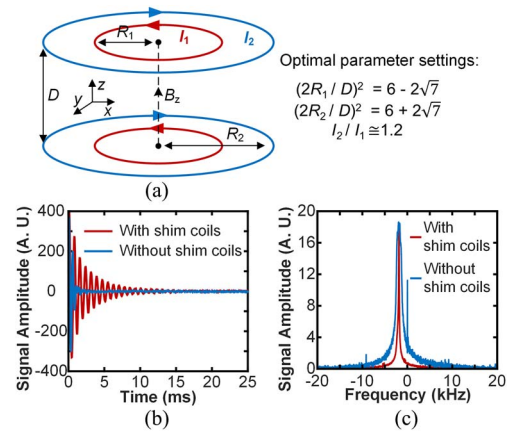 R1
I1
I2
D
z
y
x
Bz
R2
Optimal parameter settings:
(2R1 / D)² = 6 - 2√7
(2R2 / D)² = 6 + 2√7
I2 / I1 ≅ 1.2
(a)
Signal Amplitude (A. U.)
400
200
0
-200
-400
With shim coils
Without shim coils
0
5
10
15
20
25
Time (ms)
(b)
Signal Amplitude (A. U.)
20
16
12
8
4
0
With
shim coils
Without
shim coils
-20
-10
0
10
20
Frequency (kHz)
(c)